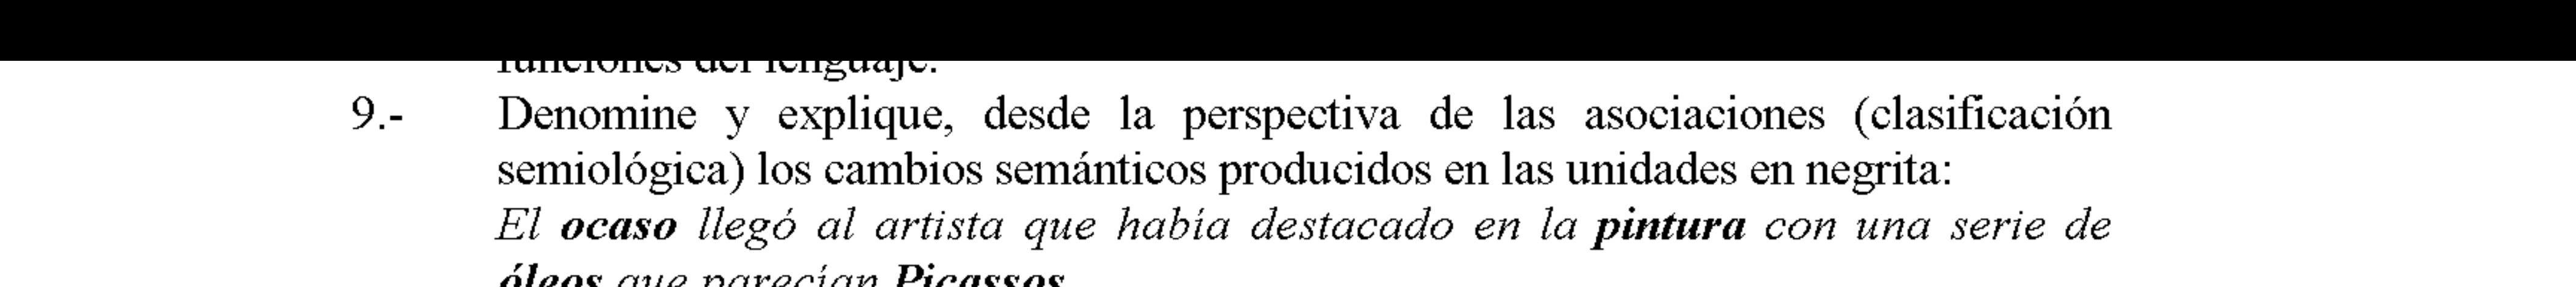 funciones del lenguaje.
9.- Denomine y explique, desde la perspectiva de las asociaciones (clasificación
semiológica) los cambios semánticos producidos en las unidades en negrita:
El ocaso llegó al artista que había destacado en la pintura con una serie de
óleos que parecían Picassos